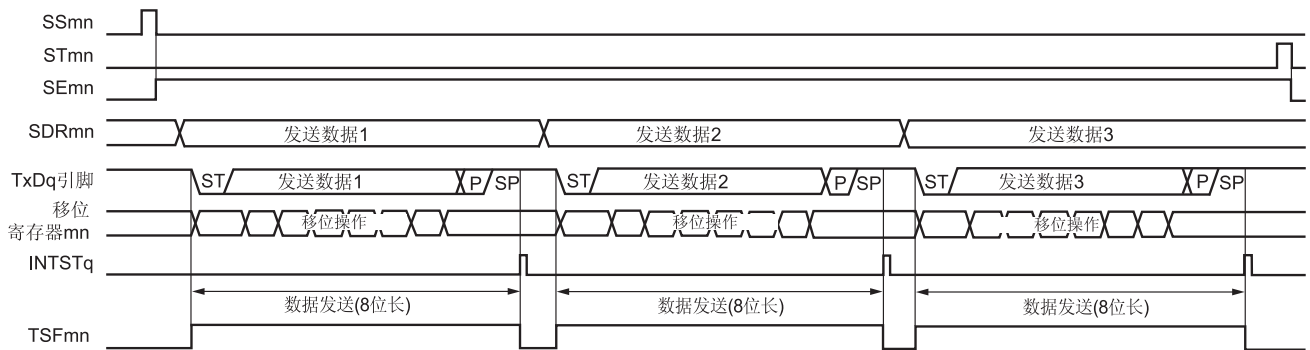 SSmn
STmn
SEmn
SDRmn 发送数据1 发送数据2 发送数据3
TxDq引脚 ST 发送数据1 P SP ST 发送数据2 P SP ST 发送数据3 P SP
移位
寄存器mn 移位操作 移位操作 移位操作
INTSTq
数据发送(8位长) 数据发送(8位长) 数据发送(8位长)
TSFmn